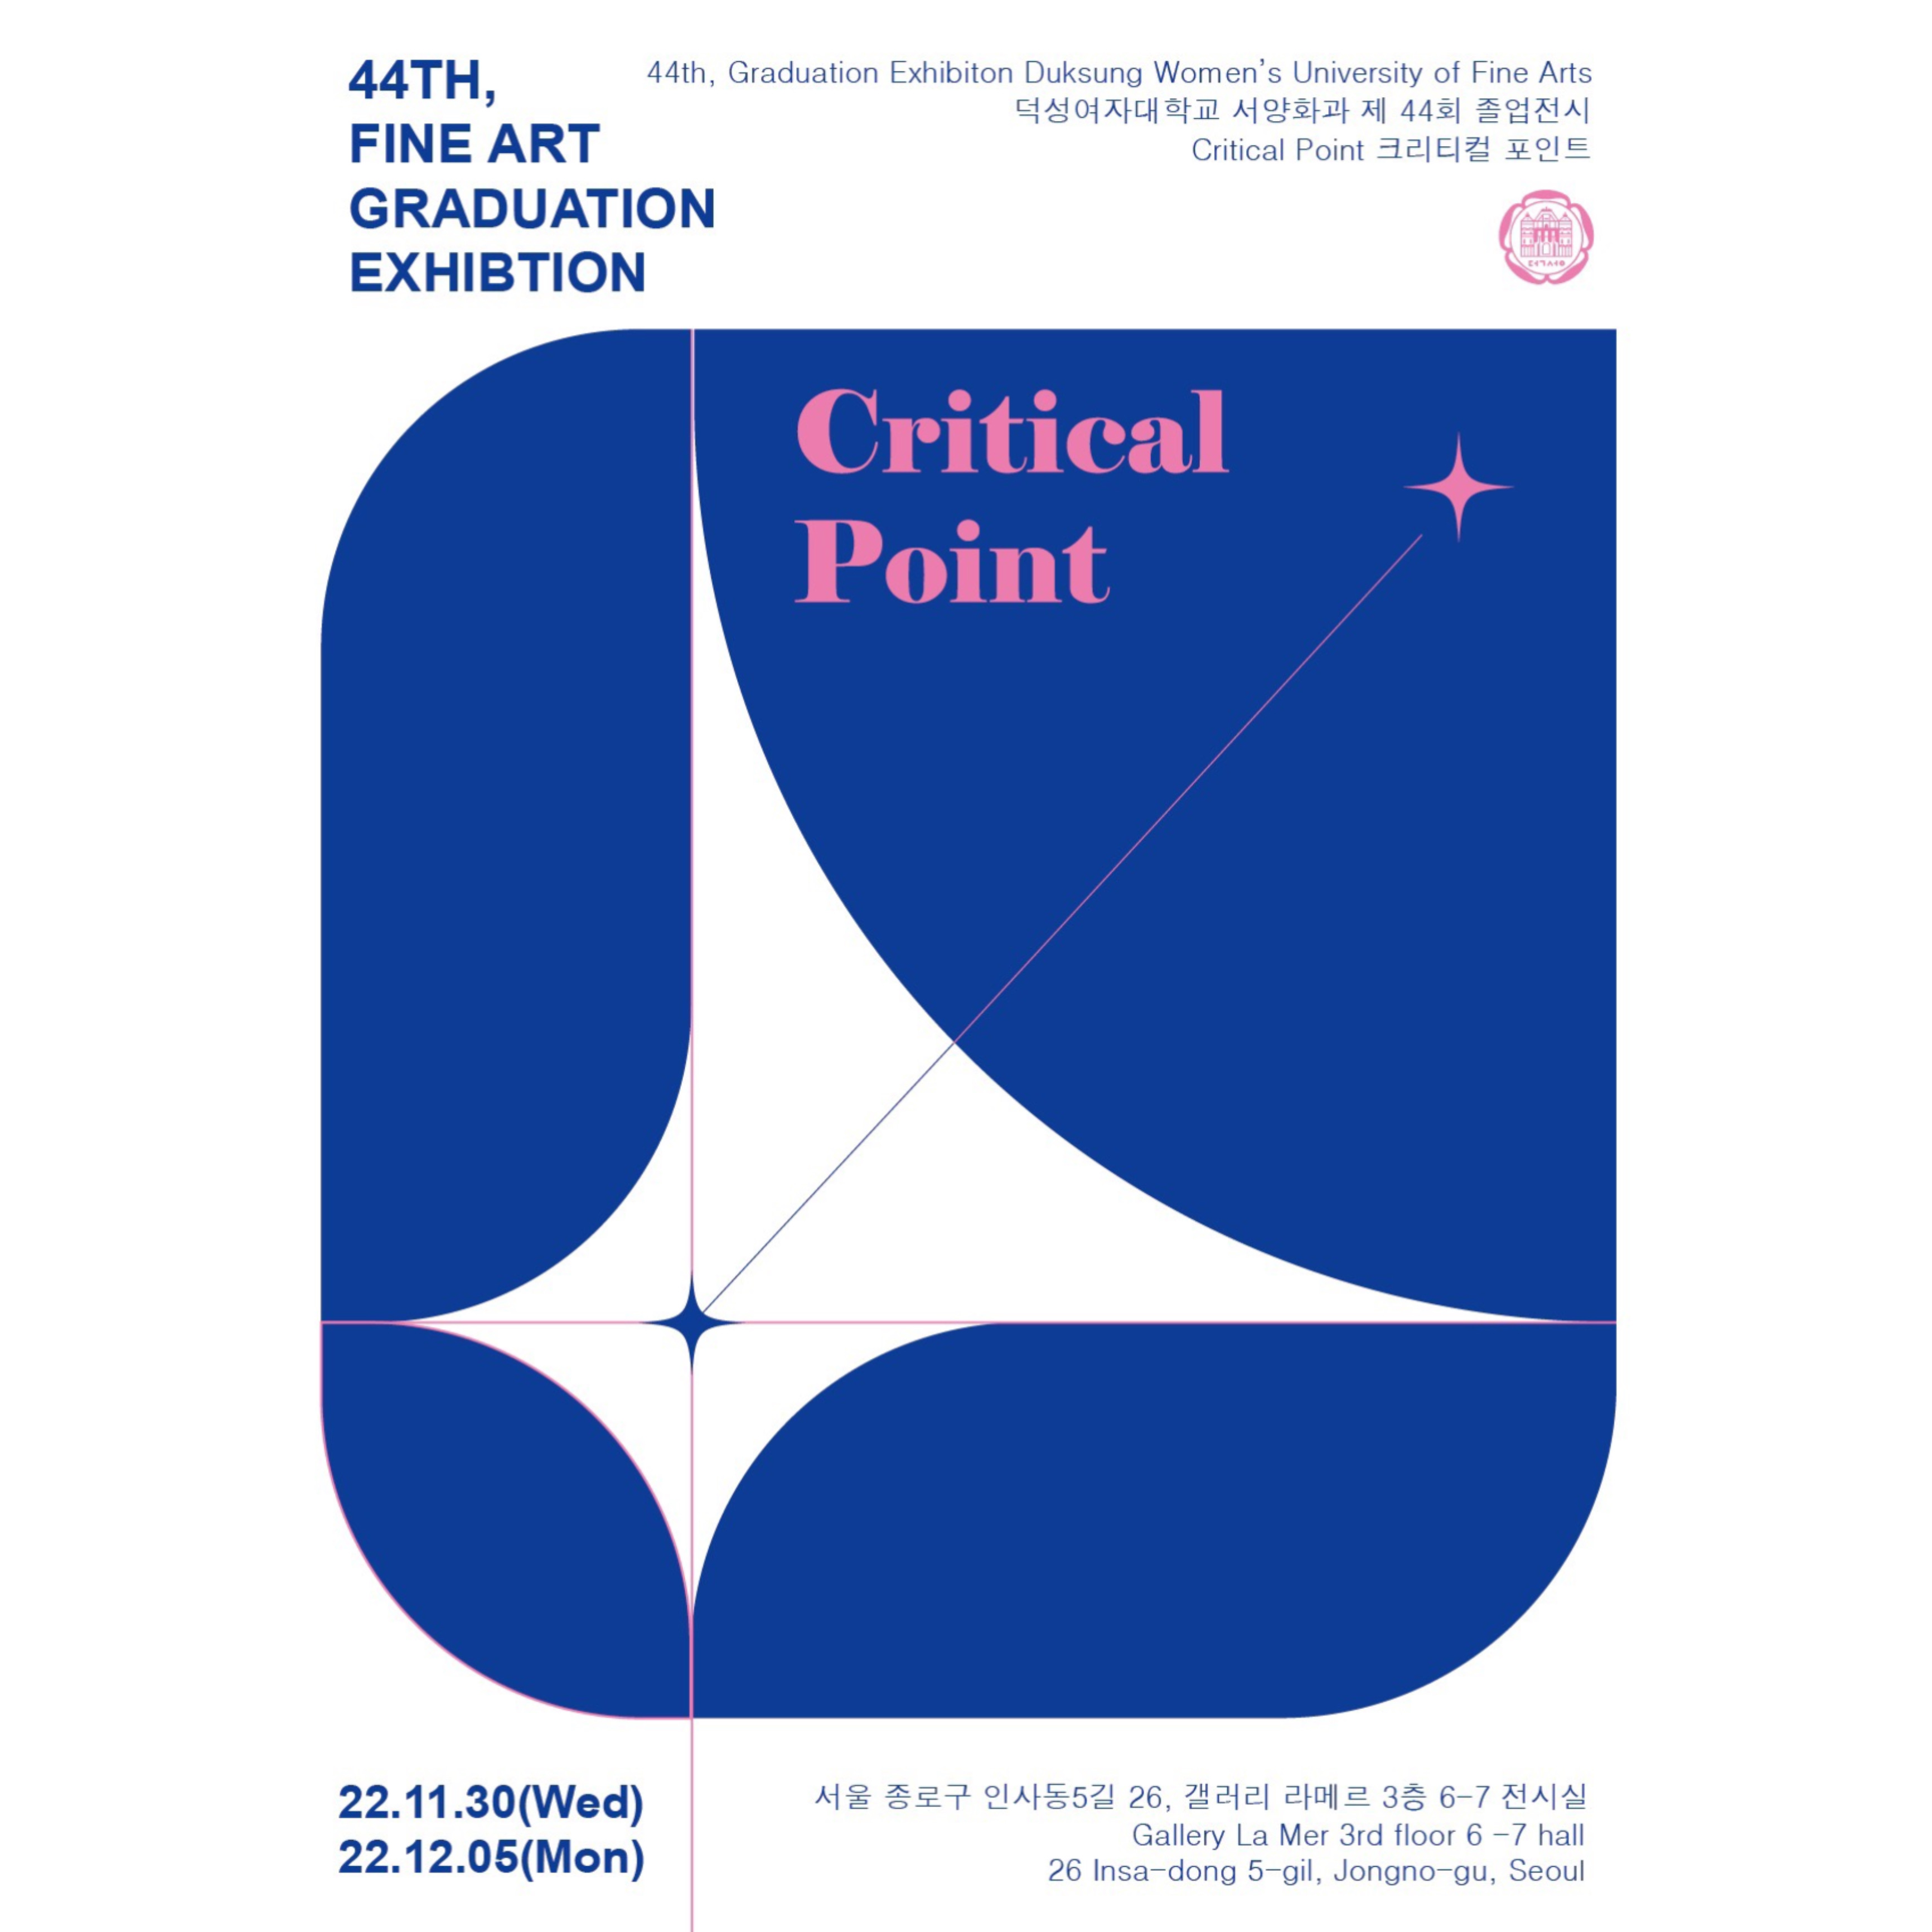 44TH,
FINE ART
GRADUATION
EXHIBTION
44th, Graduation Exhibiton Duksung Women's University of Fine Arts
덕성여자대학교 서양화과 제 44회 졸업전시
Critical Point 크리티컬 포인트
Critical
Point
22.11.30(Wed)
22.12.05(Mon)
서울 종로구 인사동5길 26, 갤러리 라메르 3층 6-7 전시실
Gallery La Mer 3rd floor 6 -7 hall
26 Insa-dong 5-gil, Jongno-gu, Seoul